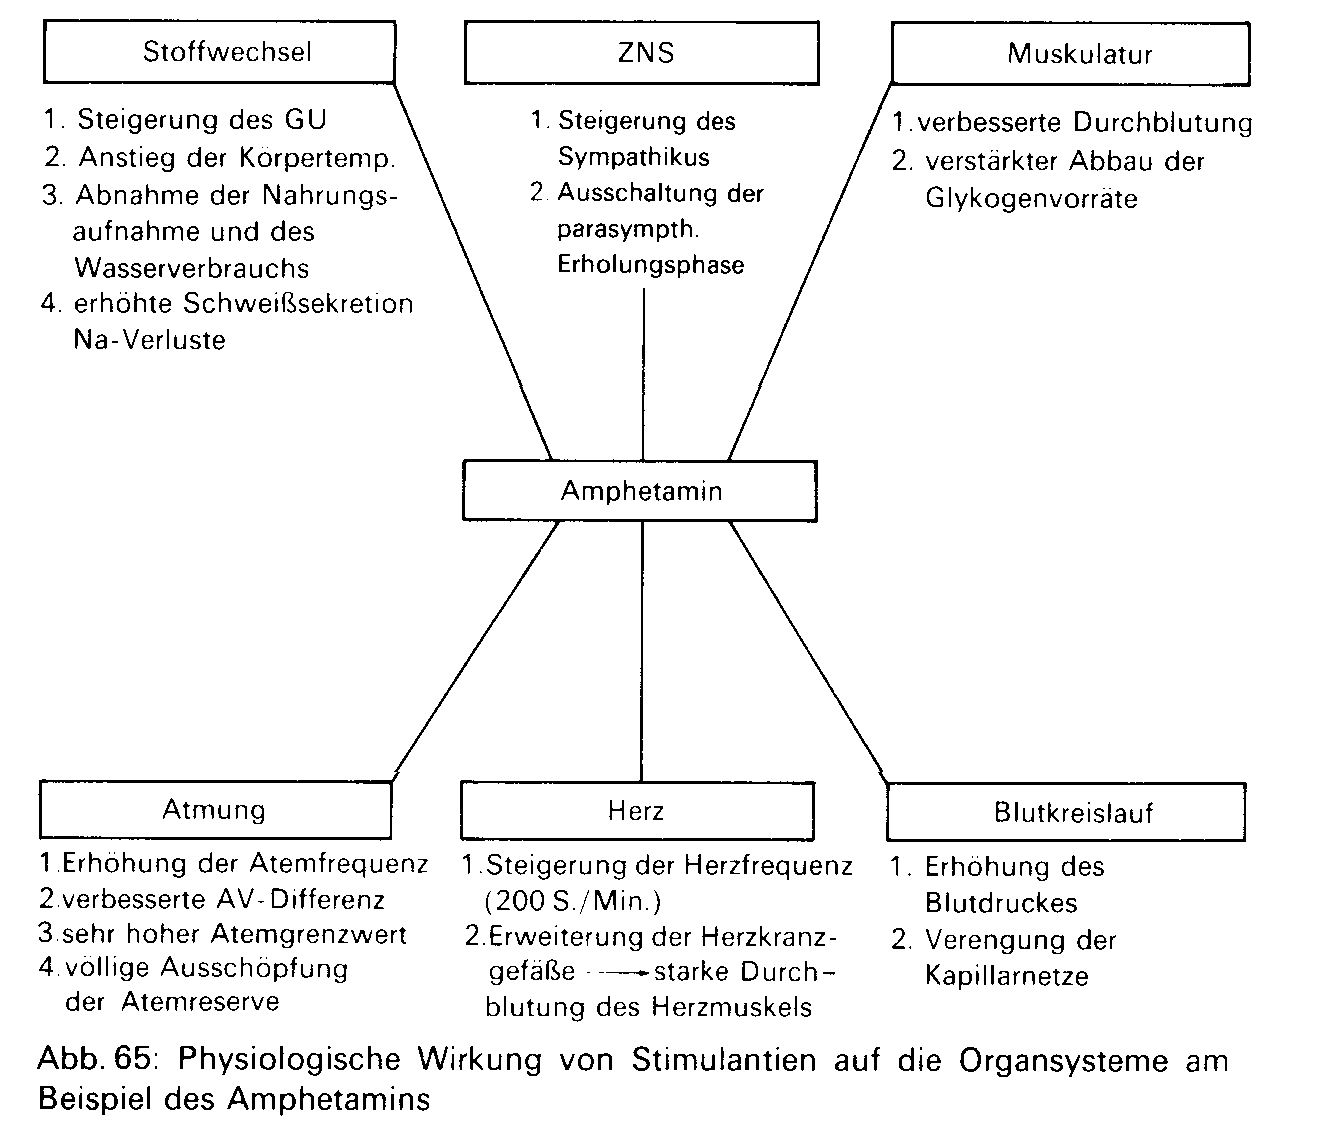 Stoffwechsel
1. Steigerung des GU
2. Anstieg der Körpertemp.
3. Abnahme der Nahrungs-
aufnahme und des
Wasserverbrauchs
4. erhöhte Schweißsekretion
Na-Verluste
ZNS
1. Steigerung des
Sympathikus
2. Ausschaltung der
parasympth.
Erholungsphase
Muskulatur
1. verbesserte Durchblutung
2. verstärkter Abbau der
Glykogenvorräte
Amphetamin
Atmung
1. Erhöhung der Atemfrequenz
2. verbesserte AV-Differenz
3. sehr hoher Atemgrenzwert
4. völlige Ausschöpfung
der Atemreserve
Herz
1. Steigerung der Herzfrequenz
(200 S./Min.)
2. Erweiterung der Herzkranz-
gefäße → starke Durch-
blutung des Herzmuskels
Blutkreislauf
1. Erhöhung des
Blutdruckes
2. Verengung der
Kapillarnetze
Abb. 65: Physiologische Wirkung von Stimulantien auf die Organsysteme am
Beispiel des Amphetamins